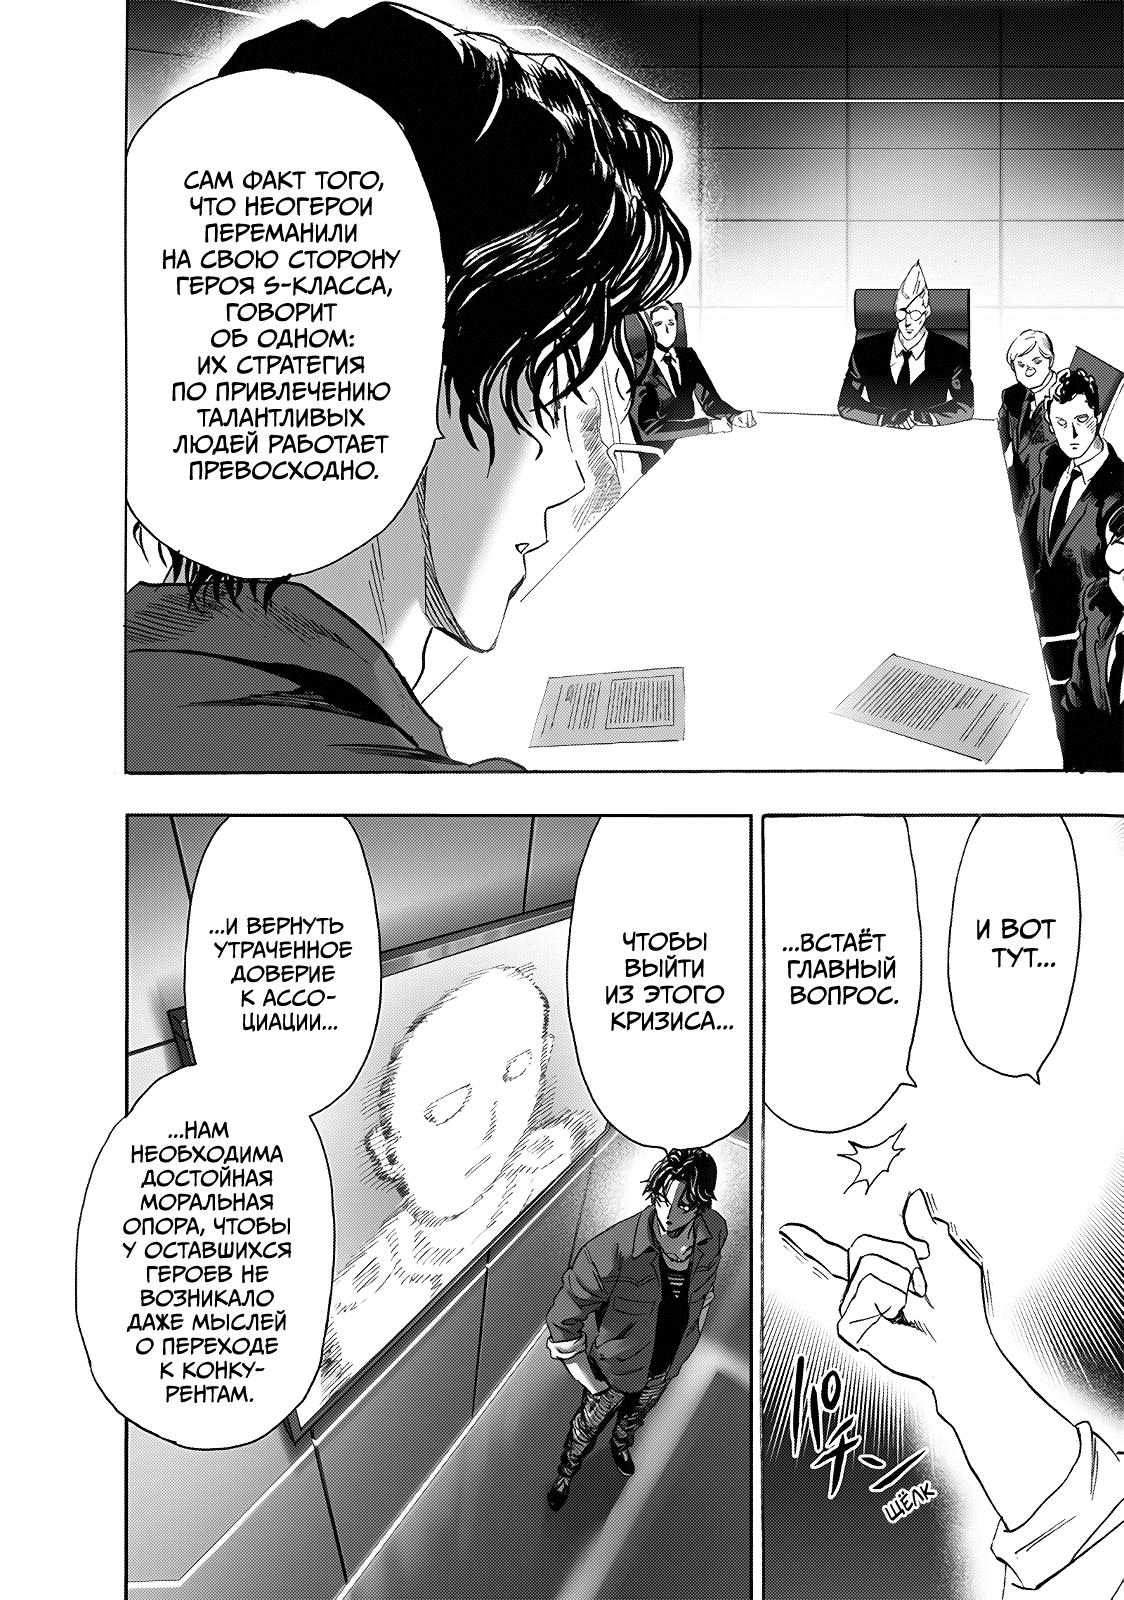 САМ ФАКТ ТОГО,
ЧТО НЕОГЕРОИ
ПЕРЕМАНИЛИ
НА СВОЮ СТОРОНУ
ГЕРОЯ S-КЛАССА,
ГОВОРИТ
ОБ ОДНОМ:
ИХ СТРАТЕГИЯ
ПО ПРИВЛЕЧЕНИЮ
ТАЛАНТЛИВЫХ
ЛЮДЕЙ РАБОТАЕТ
ПРЕВОСХОДНО.
И ВОТ
ТУТ...
...ВСТАЁТ
ГЛАВНЫЙ
ВОПРОС.
パチン
ЩЁЛК
ЧТОБЫ
ВЫЙТИ
ИЗ ЭТОГО
КРИЗИСА...
...И ВЕРНУТЬ
УТРАЧЕННОЕ
ДОВЕРИЕ
К АССО-
ЦИАЦИИ...
...НАМ
НЕОБХОДИМА
ДОСТОЙНАЯ
МОРАЛЬНАЯ
ОПОРА, ЧТОБЫ
У ОСТАВШИХСЯ
ГЕРОЕВ НЕ
ВОЗНИКАЛО
ДАЖЕ МЫСЛЕЙ
О ПЕРЕХОДЕ
К КОНКУ-
РЕНТАМ.